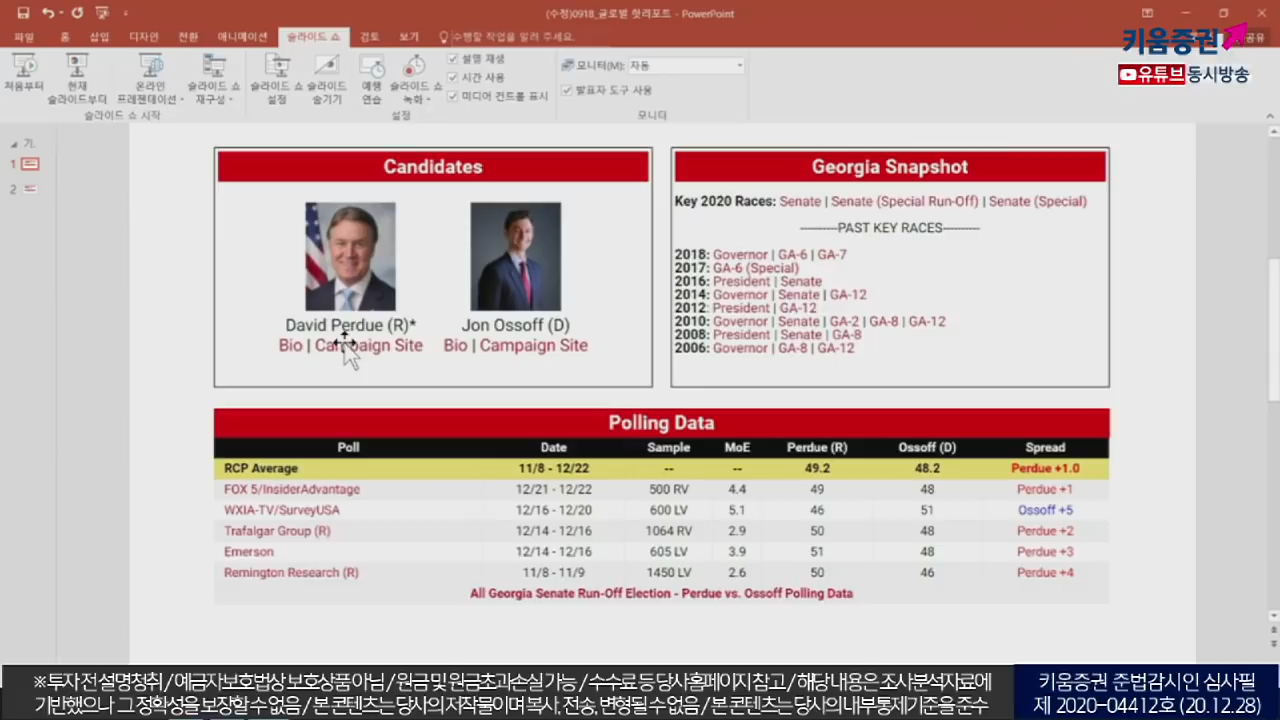 (수정)0918_글로벌 핫리포트 - PowerPoint
파일 홈 삽입 디자인 전환 애니메이션 슬라이드 쇼 검토 보기 수행할 작업을 알려 주세요. 공유
키움증권
유튜브 동시방송
처음부터
현재 슬라이드부터
온라인 프레젠테이션
슬라이드 쇼 재구성
슬라이드 쇼 설정
슬라이드 숨기기
예행 연습
슬라이드 쇼 녹화
설명 재생
시간 사용
미디어 컨트롤 표시
모니터(M): 자동
발표자 도구 사용
슬라이드 쇼 시작 설정 모니터
1
2
Candidates
David Perdue (R)* Jon Ossoff (D)
Bio | Campaign Site Bio | Campaign Site
Georgia Snapshot
Key 2020 Races: Senate | Senate (Special Run-Off) | Senate (Special)
----------PAST KEY RACES----------
2018: Governor | GA-6 | GA-7
2017: GA-6 (Special)
2016: President | Senate
2014: Governor | Senate | GA-12
2012: President | GA-12
2010: Governor | Senate | GA-2 | GA-8 | GA-12
2008: President | Senate | GA-8
2006: Governor | GA-8 | GA-12
Polling Data
Poll Date Sample MoE Perdue (R) Ossoff (D) Spread
RCP Average 11/8 - 12/22 -- -- 49.2 48.2 Perdue +1.0
FOX 5/InsiderAdvantage 12/21 - 12/22 500 RV 4.4 49 48 Perdue +1
WXIA-TV/SurveyUSA 12/16 - 12/20 600 LV 5.1 46 51 Ossoff +5
Trafalgar Group (R) 12/14 - 12/16 1064 RV 2.9 50 48 Perdue +2
Emerson 12/14 - 12/16 605 LV 3.9 51 48 Perdue +3
Remington Research (R) 11/8 - 11/9 1450 LV 2.6 50 46 Perdue +4
All Georgia Senate Run-Off Election - Perdue vs. Ossoff Polling Data
※투자 전 설명청취 / 예금자보호법상 보호상품 아님 / 원금 및 원금초과손실 가능 / 수수료 등 당사 홈페이지 참고 / 해당 내용은 조사분석자료에
기반했으나 그 정확성을 보장할 수 없음 / 본 콘텐츠는 당사의 저작물이며 복사, 전송, 변형될 수 없음 / 본 콘텐츠는 당사의 내부통제기준을 준수
키움증권 준법감시인 심사필
제 2020-04412호 (20.12.28)